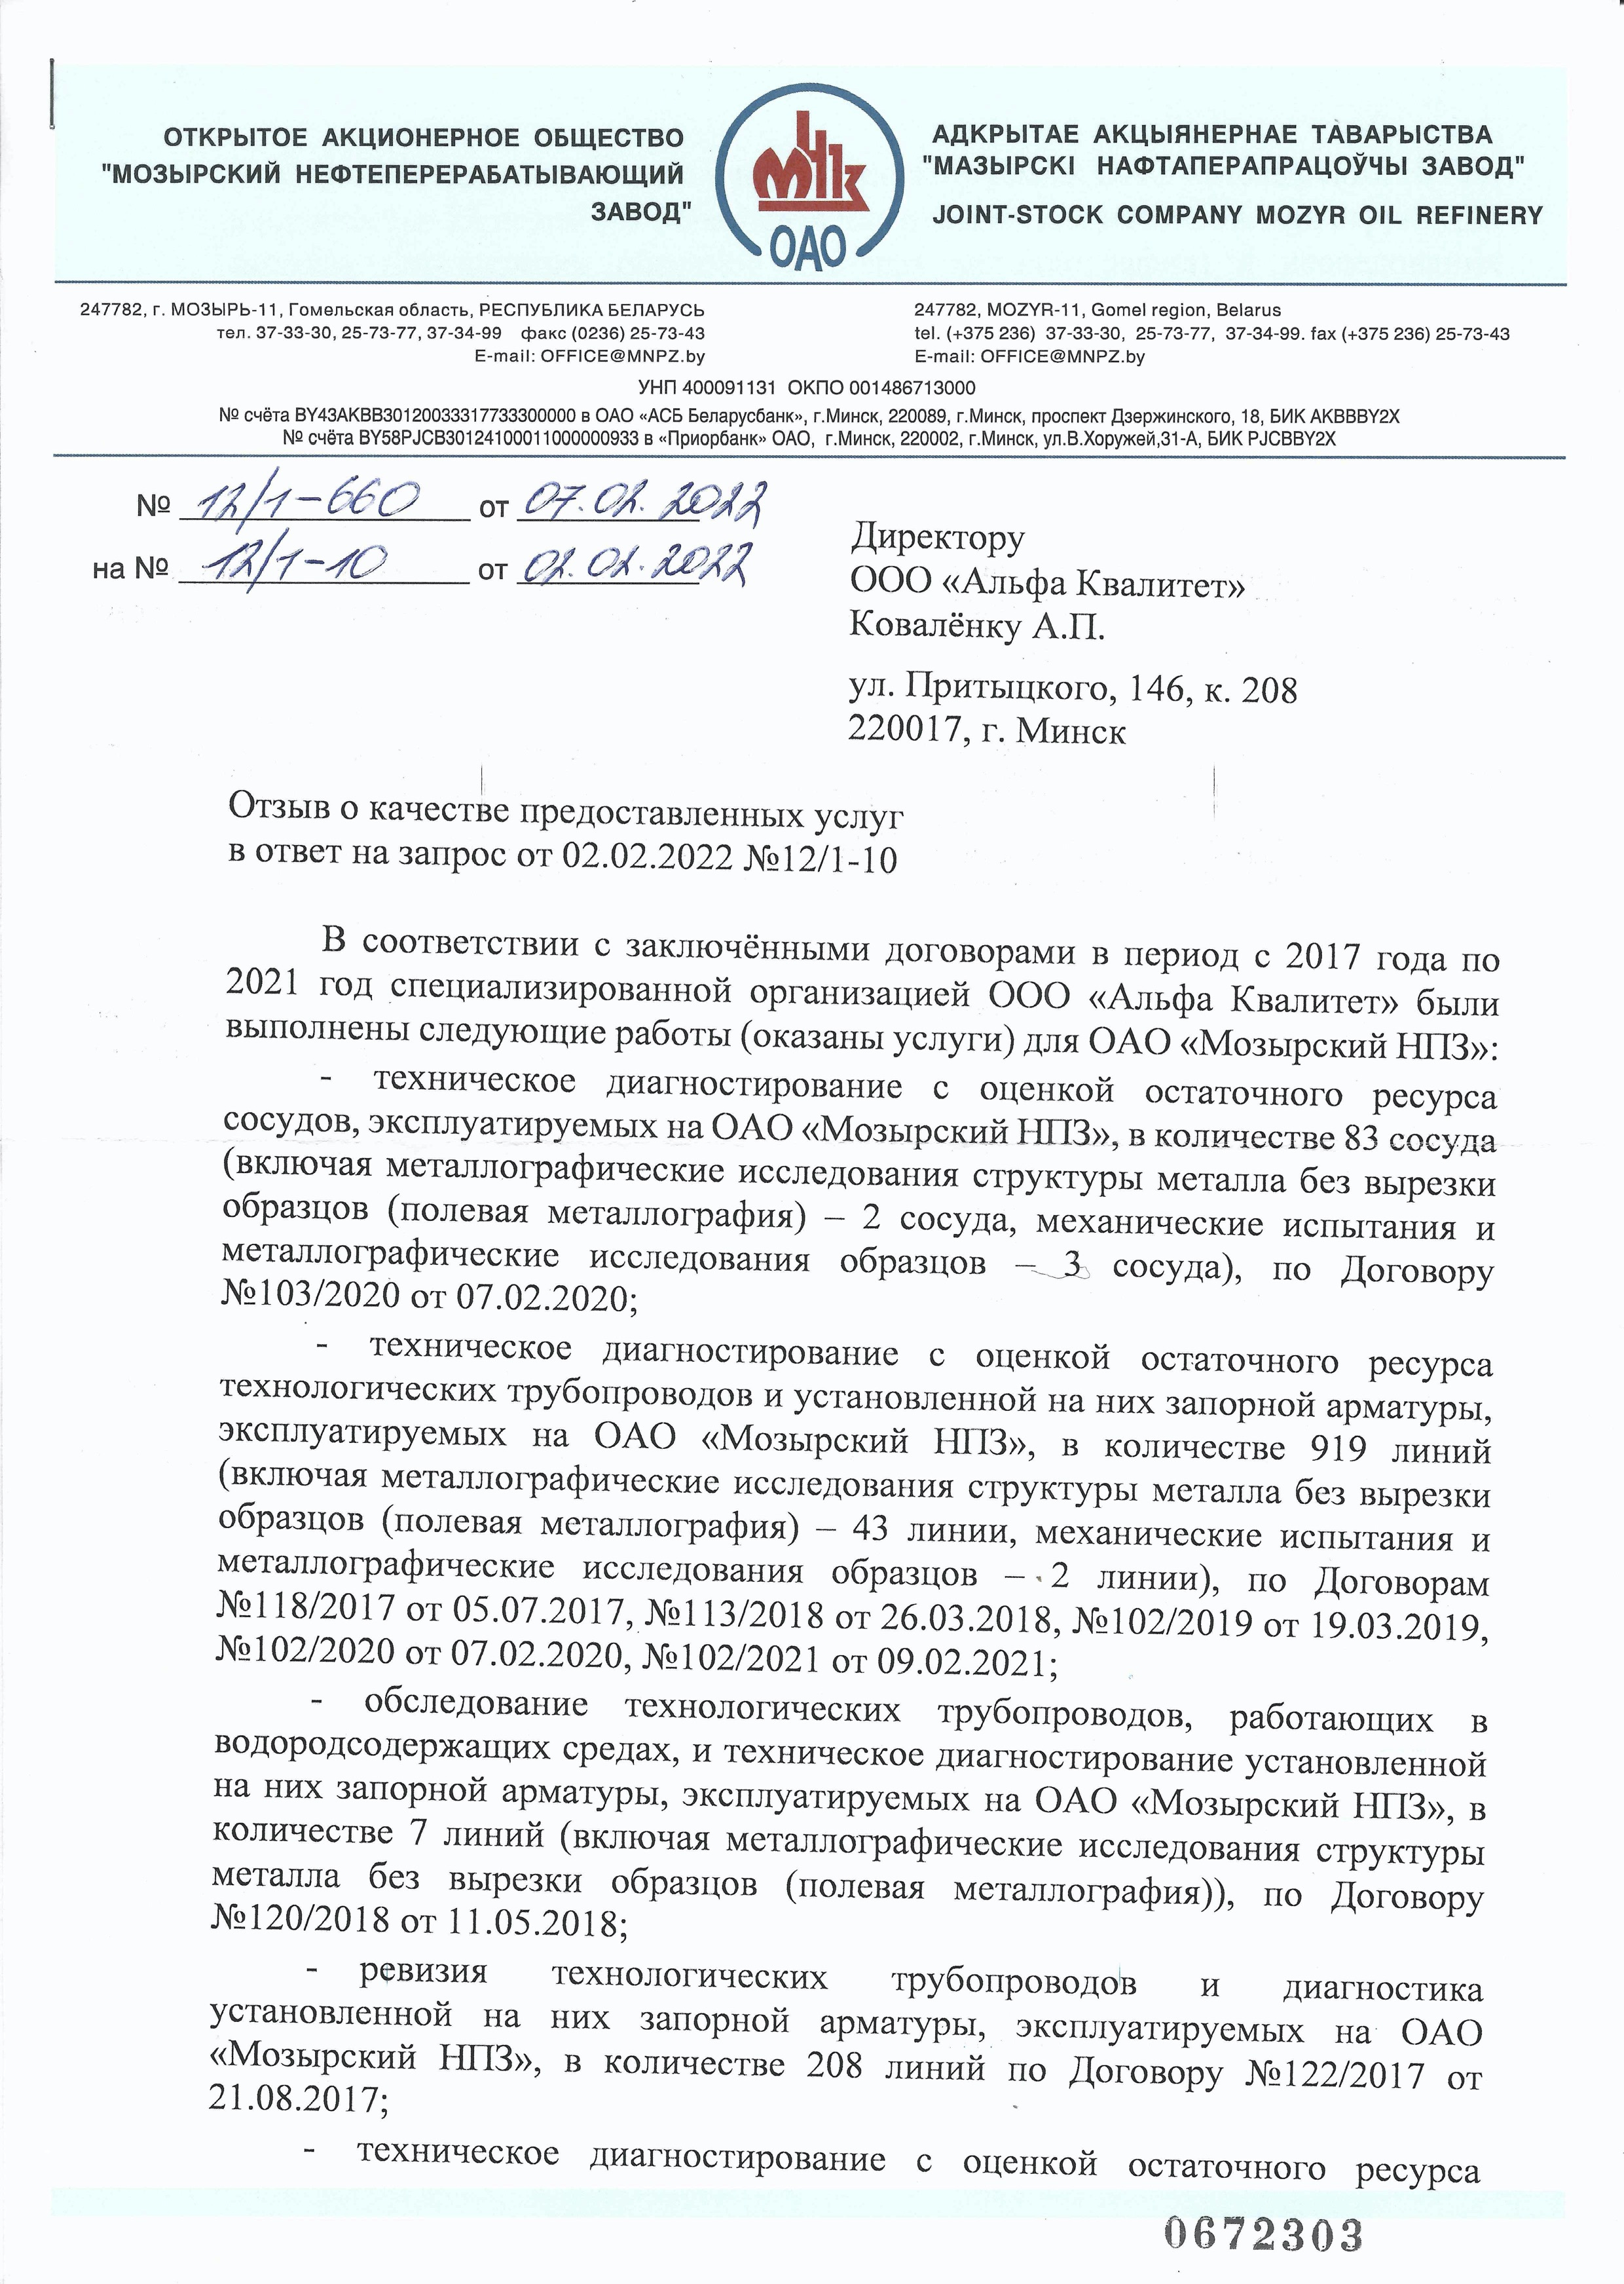 ОТКРЫТОЕ АКЦИОНЕРНОЕ ОБЩЕСТВО
"МОЗЫРСКИЙ НЕФТЕПЕРЕРАБАТЫВАЮЩИЙ
ЗАВОД"
МНПЗ
ОАО
АДКРЫТАЕ АКЦЫЯНЕРНАЕ ТАВАРЫСТВА
"МАЗЫРСКІ НАФТАПЕРАПРАЦОЎЧЫ ЗАВОД"
JOINT-STOCK COMPANY MOZYR OIL REFINERY
247782, г. МОЗЫРЬ-11, Гомельская область, РЕСПУБЛИКА БЕЛАРУСЬ
тел. 37-33-30, 25-73-77, 37-34-99 факс (0236) 25-73-43
E-mail: OFFICE@MNPZ.by
247782, MOZYR-11, Gomel region, Belarus
tel. (+375 236) 37-33-30, 25-73-77, 37-34-99. fax (+375 236) 25-73-43
E-mail: OFFICE@MNPZ.by
УНП 400091131 ОКПО 001486713000
№ счёта BY43AKBB30120033317733300000 в ОАО «АСБ Беларусбанк», г.Минск, 220089, г.Минск, проспект Дзержинского, 18, БИК AKBBBY2X
№ счёта BY58PJCB30124100011000000933 в «Приорбанк» ОАО, г.Минск, 220002, г.Минск, ул.В.Хоружей,31-А, БИК PJCBBY2X
№ 12/1-660 от 07.02.2022
на № 12/1-10 от 02.02.2022
Директору
ООО «Альфа Квалитет»
Ковалёнку А.П.
ул. Притыцкого, 146, к. 208
220017, г. Минск
Отзыв о качестве предоставленных услуг
в ответ на запрос от 02.02.2022 №12/1-10
В соответствии с заключёнными договорами в период с 2017 года по
2021 год специализированной организацией ООО «Альфа Квалитет» были
выполнены следующие работы (оказаны услуги) для ОАО «Мозырский НПЗ»:
- техническое диагностирование с оценкой остаточного ресурса
сосудов, эксплуатируемых на ОАО «Мозырский НПЗ», в количестве 83 сосуда
(включая металлографические исследования структуры металла без вырезки
образцов (полевая металлография) – 2 сосуда, механические испытания и
металлографические исследования образцов – 3 сосуда), по Договору
№103/2020 от 07.02.2020;
- техническое диагностирование с оценкой остаточного ресурса
технологических трубопроводов и установленной на них запорной арматуры,
эксплуатируемых на ОАО «Мозырский НПЗ», в количестве 919 линий
(включая металлографические исследования структуры металла без вырезки
образцов (полевая металлография) – 43 линии, механические испытания и
металлографические исследования образцов – 2 линии), по Договорам
№118/2017 от 05.07.2017, №113/2018 от 26.03.2018, №102/2019 от 19.03.2019,
№102/2020 от 07.02.2020, №102/2021 от 09.02.2021;
- обследование технологических трубопроводов, работающих в
водородсодержащих средах, и техническое диагностирование установленной
на них запорной арматуры, эксплуатируемых на ОАО «Мозырский НПЗ», в
количестве 7 линий (включая металлографические исследования структуры
металла без вырезки образцов (полевая металлография)), по Договору
№120/2018 от 11.05.2018;
- ревизия технологических трубопроводов и диагностика
установленной на них запорной арматуры, эксплуатируемых на ОАО
«Мозырский НПЗ», в количестве 208 линий по Договору №122/2017 от
21.08.2017;
- техническое диагностирование с оценкой остаточного ресурса
0672303